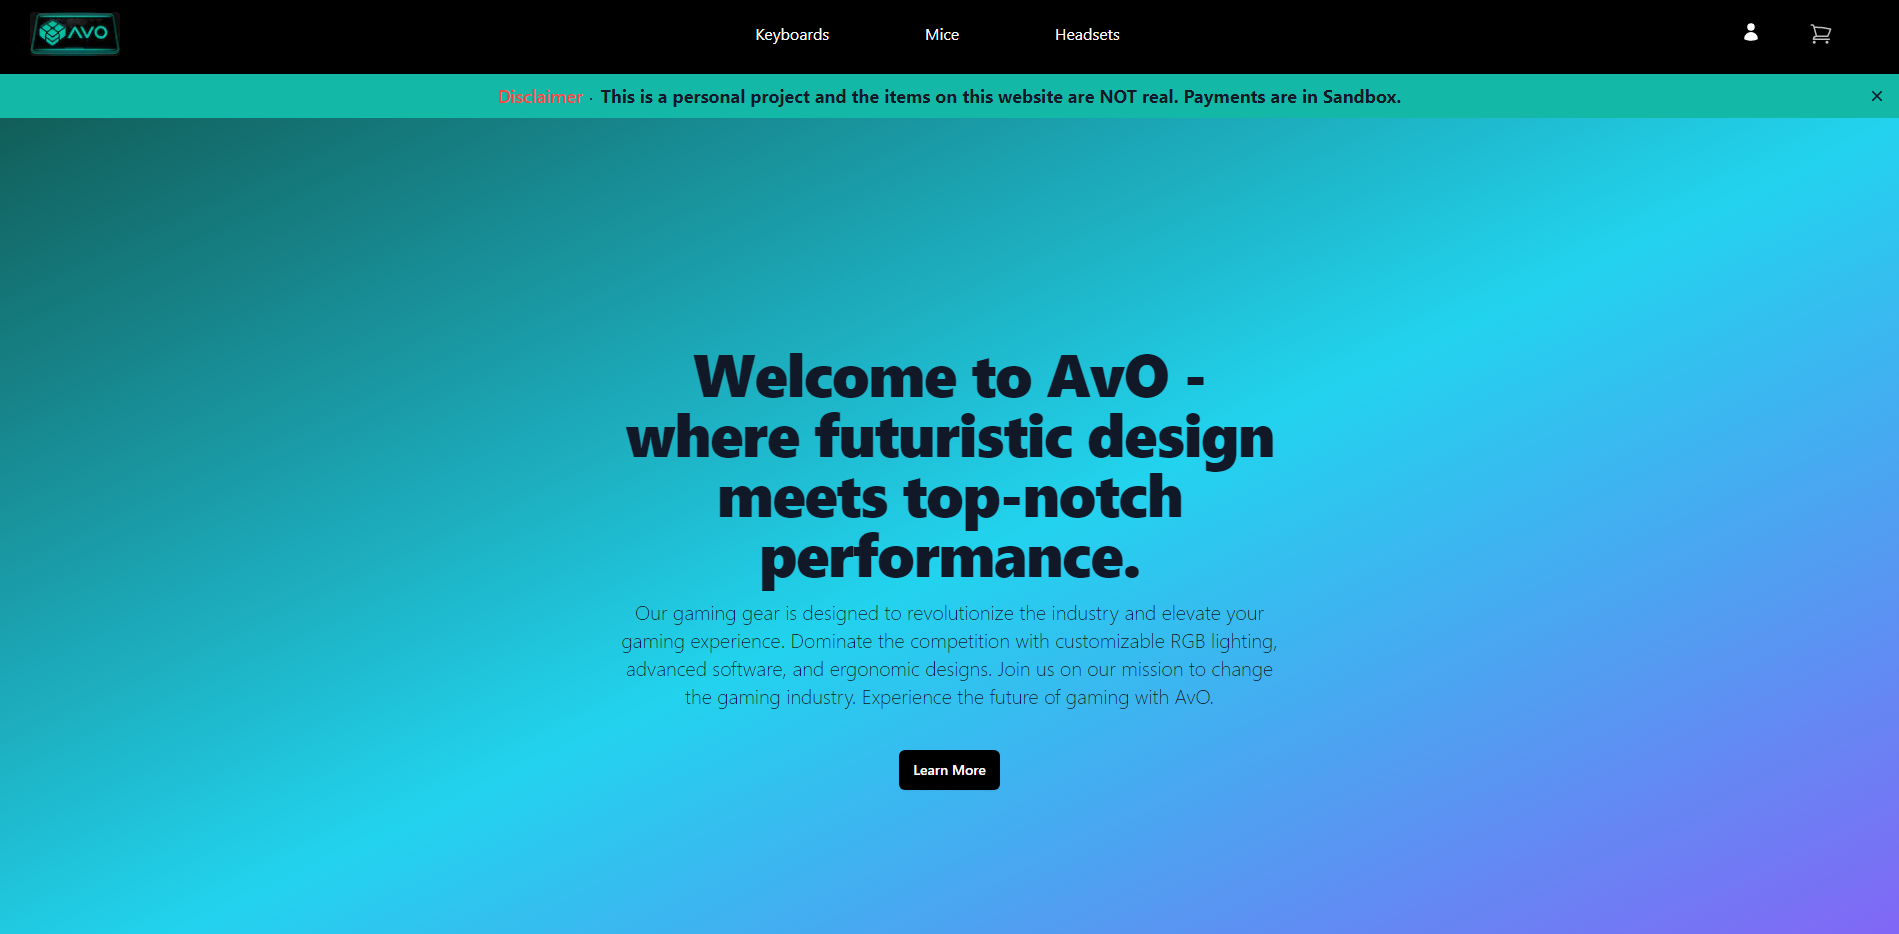 AVO
Keyboards Mice Headsets
Disclaimer · This is a personal project and the items on this website are NOT real. Payments are in Sandbox.
Welcome to AvO -
where futuristic design
meets top-notch
performance.
Our gaming gear is designed to revolutionize the industry and elevate your
gaming experience. Dominate the competition with customizable RGB lighting,
advanced software, and ergonomic designs. Join us on our mission to change
the gaming industry. Experience the future of gaming with AvO.
Learn More